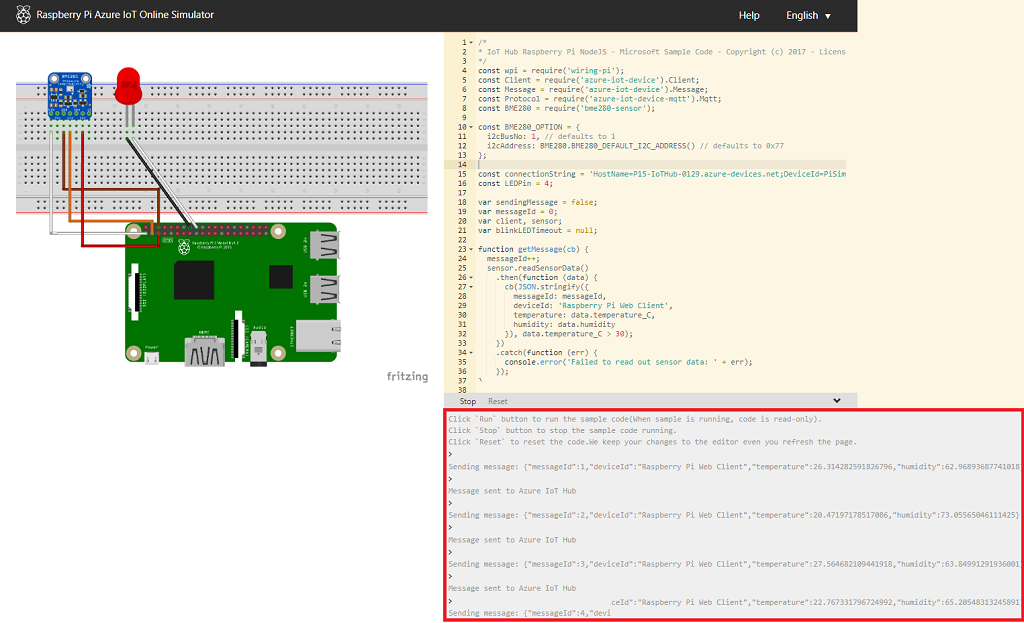 Raspberry Pi Azure IoT Online Simulator
Help
English ▼
BME280
fritzing
HDMI
AUDIO
ETHERNET
Power
1 /*
2 * IoT Hub Raspberry Pi NodeJS - Microsoft Sample Code - Copyright (c) 2017 - Licens
3 */
4 const wpi = require('wiring-pi');
5 const Client = require('azure-iot-device').Client;
6 const Message = require('azure-iot-device').Message;
7 const Protocol = require('azure-iot-device-mqtt').Mqtt;
8 const BME280 = require('bme280-sensor');
9
10 const BME280_OPTION = {
11 i2cBusNo: 1, // defaults to 1
12 i2cAddress: BME280.BME280_DEFAULT_I2C_ADDRESS() // defaults to 0x77
13 };
14
15 const connectionString = 'HostName=P15-IoTHub-0129.azure-devices.net;DeviceId=PiSim
16 const LEDPin = 4;
17
18 var sendingMessage = false;
19 var messageId = 0;
20 var client, sensor;
21 var blinkLEDTimeout = null;
22
23 function getMessage(cb) {
24 messageId++;
25 sensor.readSensorData()
26 .then(function (data) {
27 cb(JSON.stringify({
28 messageId: messageId,
29 deviceId: 'Raspberry Pi Web Client',
30 temperature: data.temperature_C,
31 humidity: data.humidity
32 }), data.temperature_C > 30);
33 })
34 .catch(function (err) {
35 console.error('Failed to read out sensor data: ' + err);
36 });
37
38
Stop Reset
Click `Run` button to run the sample code(When sample is running, code is read-only).
Click `Stop` button to stop the sample code running.
Click `Reset` to reset the code.We keep your changes to the editor even you refresh the page.
>
Sending message: {"messageId":1,"deviceId":"Raspberry Pi Web Client","temperature":26.314282591826796,"humidity":62.96893687741018
>
Message sent to Azure IoT Hub
>
Sending message: {"messageId":2,"deviceId":"Raspberry Pi Web Client","temperature":20.47197178517086,"humidity":73.05565046111425}
>
Message sent to Azure IoT Hub
>
Sending message: {"messageId":3,"deviceId":"Raspberry Pi Web Client","temperature":27.564682109441918,"humidity":63.84991291936001
>
Message sent to Azure IoT Hub
>
ceId":"Raspberry Pi Web Client","temperature":22.767331796724992,"humidity":65.20548313245891
Sending message: {"messageId":4,"devi